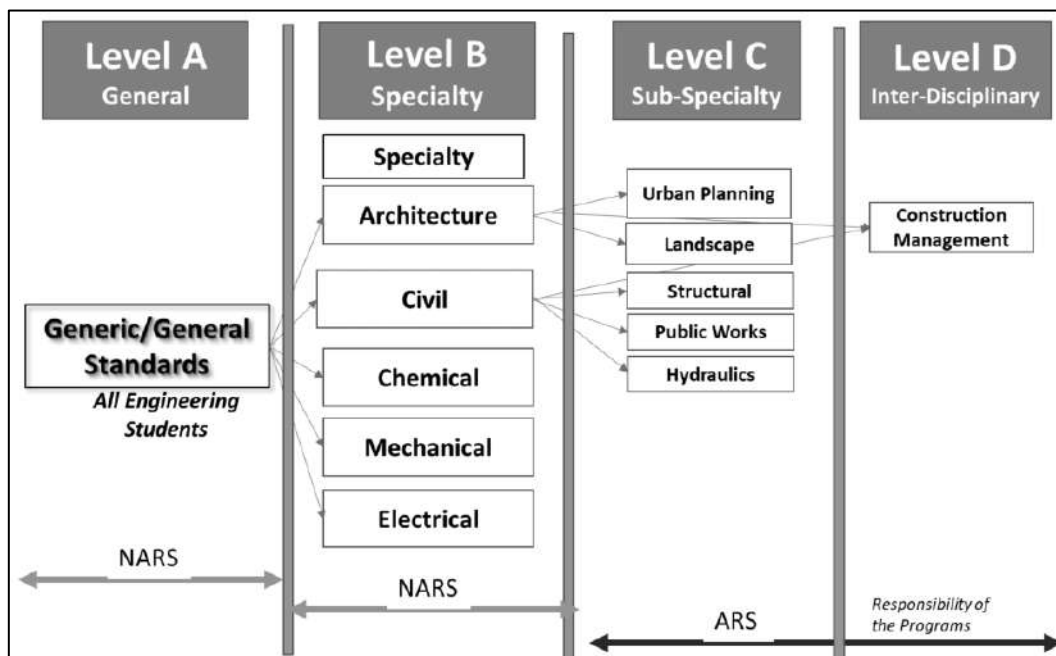 Level A
General
Level B
Specialty
Level C
Sub-Specialty
Level D
Inter-Disciplinary
Specialty
Architecture
Civil
Chemical
Mechanical
Electrical
Generic/General
Standards
All Engineering
Students
Urban Planning
Landscape
Structural
Public Works
Hydraulics
Construction
Management
NARS
NARS
ARS
Responsibility of
the Programs